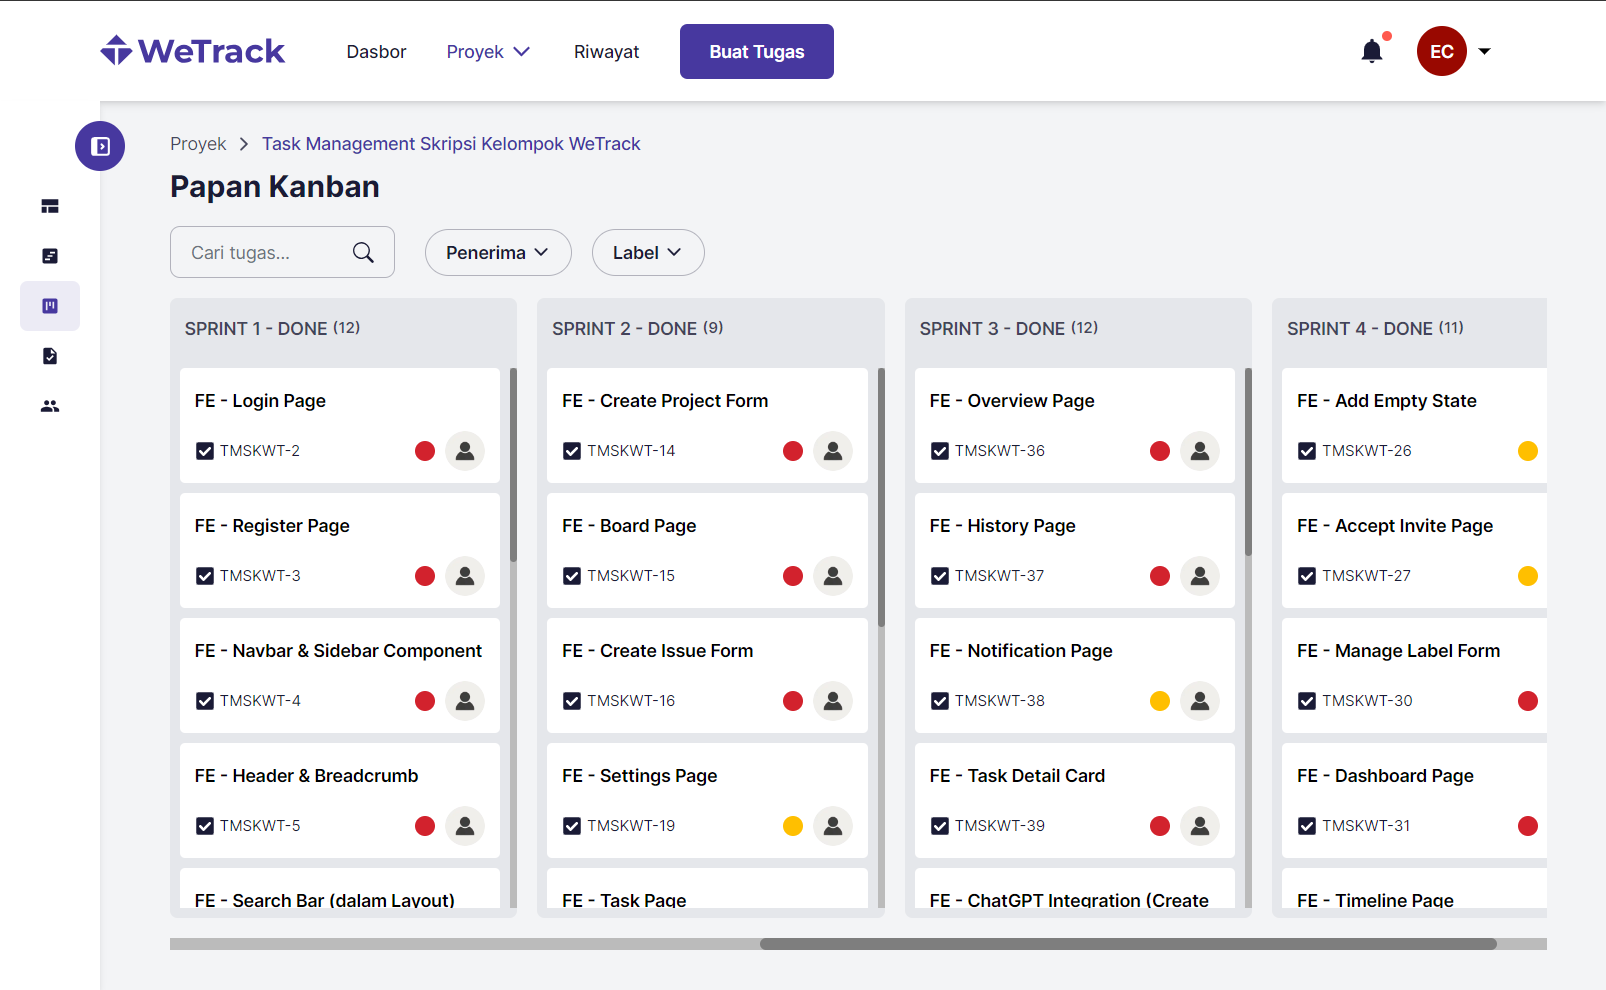 WeTrack
Dasbor
Proyek
Riwayat
Buat Tugas
EC
Proyek > Task Management Skripsi Kelompok WeTrack
Papan Kanban
Cari tugas...
Penerima
Label
SPRINT 1 - DONE (12)
FE - Login Page
TMSKWT-2
FE - Register Page
TMSKWT-3
FE - Navbar & Sidebar Component
TMSKWT-4
FE - Header & Breadcrumb
TMSKWT-5
FE - Search Bar (dalam Layout)
SPRINT 2 - DONE (9)
FE - Create Project Form
TMSKWT-14
FE - Board Page
TMSKWT-15
FE - Create Issue Form
TMSKWT-16
FE - Settings Page
TMSKWT-19
FE - Task Page
SPRINT 3 - DONE (12)
FE - Overview Page
TMSKWT-36
FE - History Page
TMSKWT-37
FE - Notification Page
TMSKWT-38
FE - Task Detail Card
TMSKWT-39
FE - ChatGPT Integration (Create
SPRINT 4 - DONE (11)
FE - Add Empty State
TMSKWT-26
FE - Accept Invite Page
TMSKWT-27
FE - Manage Label Form
TMSKWT-30
FE - Dashboard Page
TMSKWT-31
FE - Timeline Page